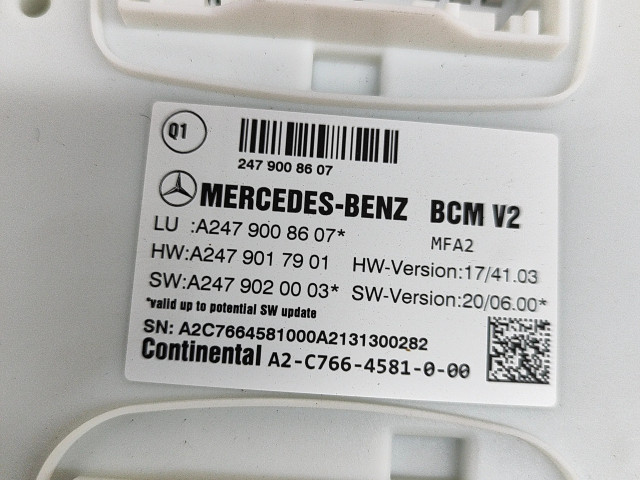 Q1
247 900 86 07
MERCEDES-BENZ BCM V2
LU :A247 900 86 07* MFA2
HW:A247 901 79 01 HW-Version:17/41.03
SW:A247 902 00 03* SW-Version:20/06.00*
*valid up to potential SW update
SN: A2C7664581000A2131300282
Continental A2-C766-4581-0-00